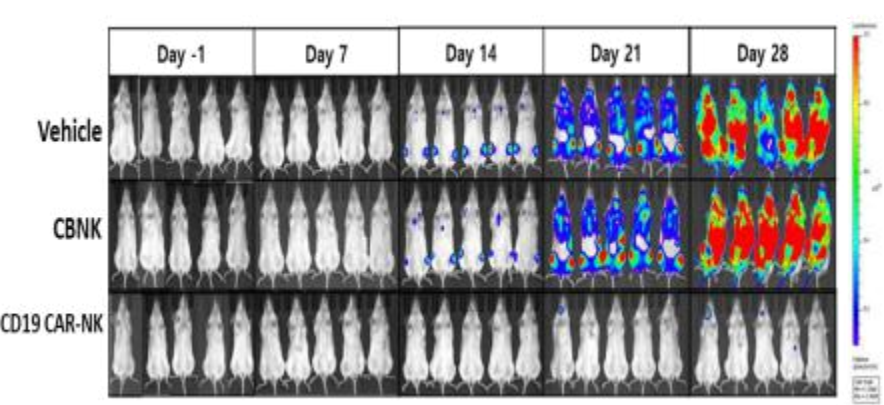 Day -1
Day 7
Day 14
Day 21
Day 28
Vehicle
CBNK
CD19 CAR-NK